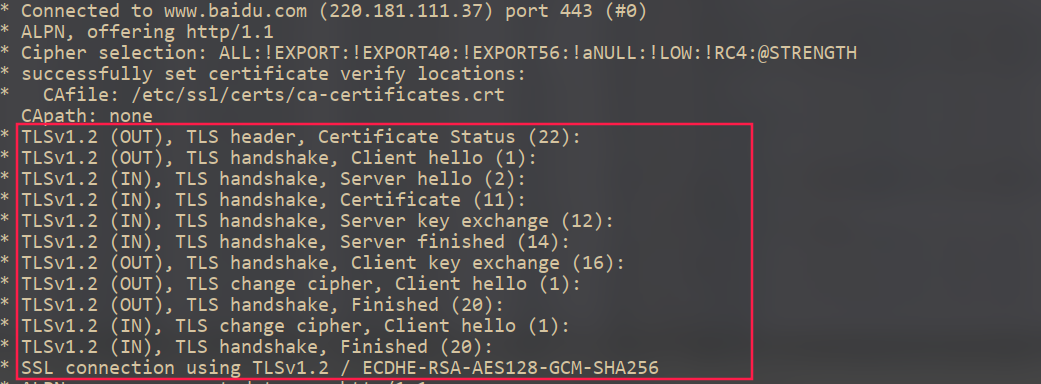 * Connected to www.baidu.com (220.181.111.37) port 443 (#0)
* ALPN, offering http/1.1
* Cipher selection: ALL:!EXPORT:!EXPORT40:!EXPORT56:!aNULL:!LOW:!RC4:@STRENGTH
* successfully set certificate verify locations:
*   CAfile: /etc/ssl/certs/ca-certificates.crt
  CApath: none
* TLSv1.2 (OUT), TLS header, Certificate Status (22):
* TLSv1.2 (OUT), TLS handshake, Client hello (1):
* TLSv1.2 (IN), TLS handshake, Server hello (2):
* TLSv1.2 (IN), TLS handshake, Certificate (11):
* TLSv1.2 (IN), TLS handshake, Server key exchange (12):
* TLSv1.2 (IN), TLS handshake, Server finished (14):
* TLSv1.2 (OUT), TLS handshake, Client key exchange (16):
* TLSv1.2 (OUT), TLS change cipher, Client hello (1):
* TLSv1.2 (OUT), TLS handshake, Finished (20):
* TLSv1.2 (IN), TLS change cipher, Client hello (1):
* TLSv1.2 (IN), TLS handshake, Finished (20):
* SSL connection using TLSv1.2 / ECDHE-RSA-AES128-GCM-SHA256